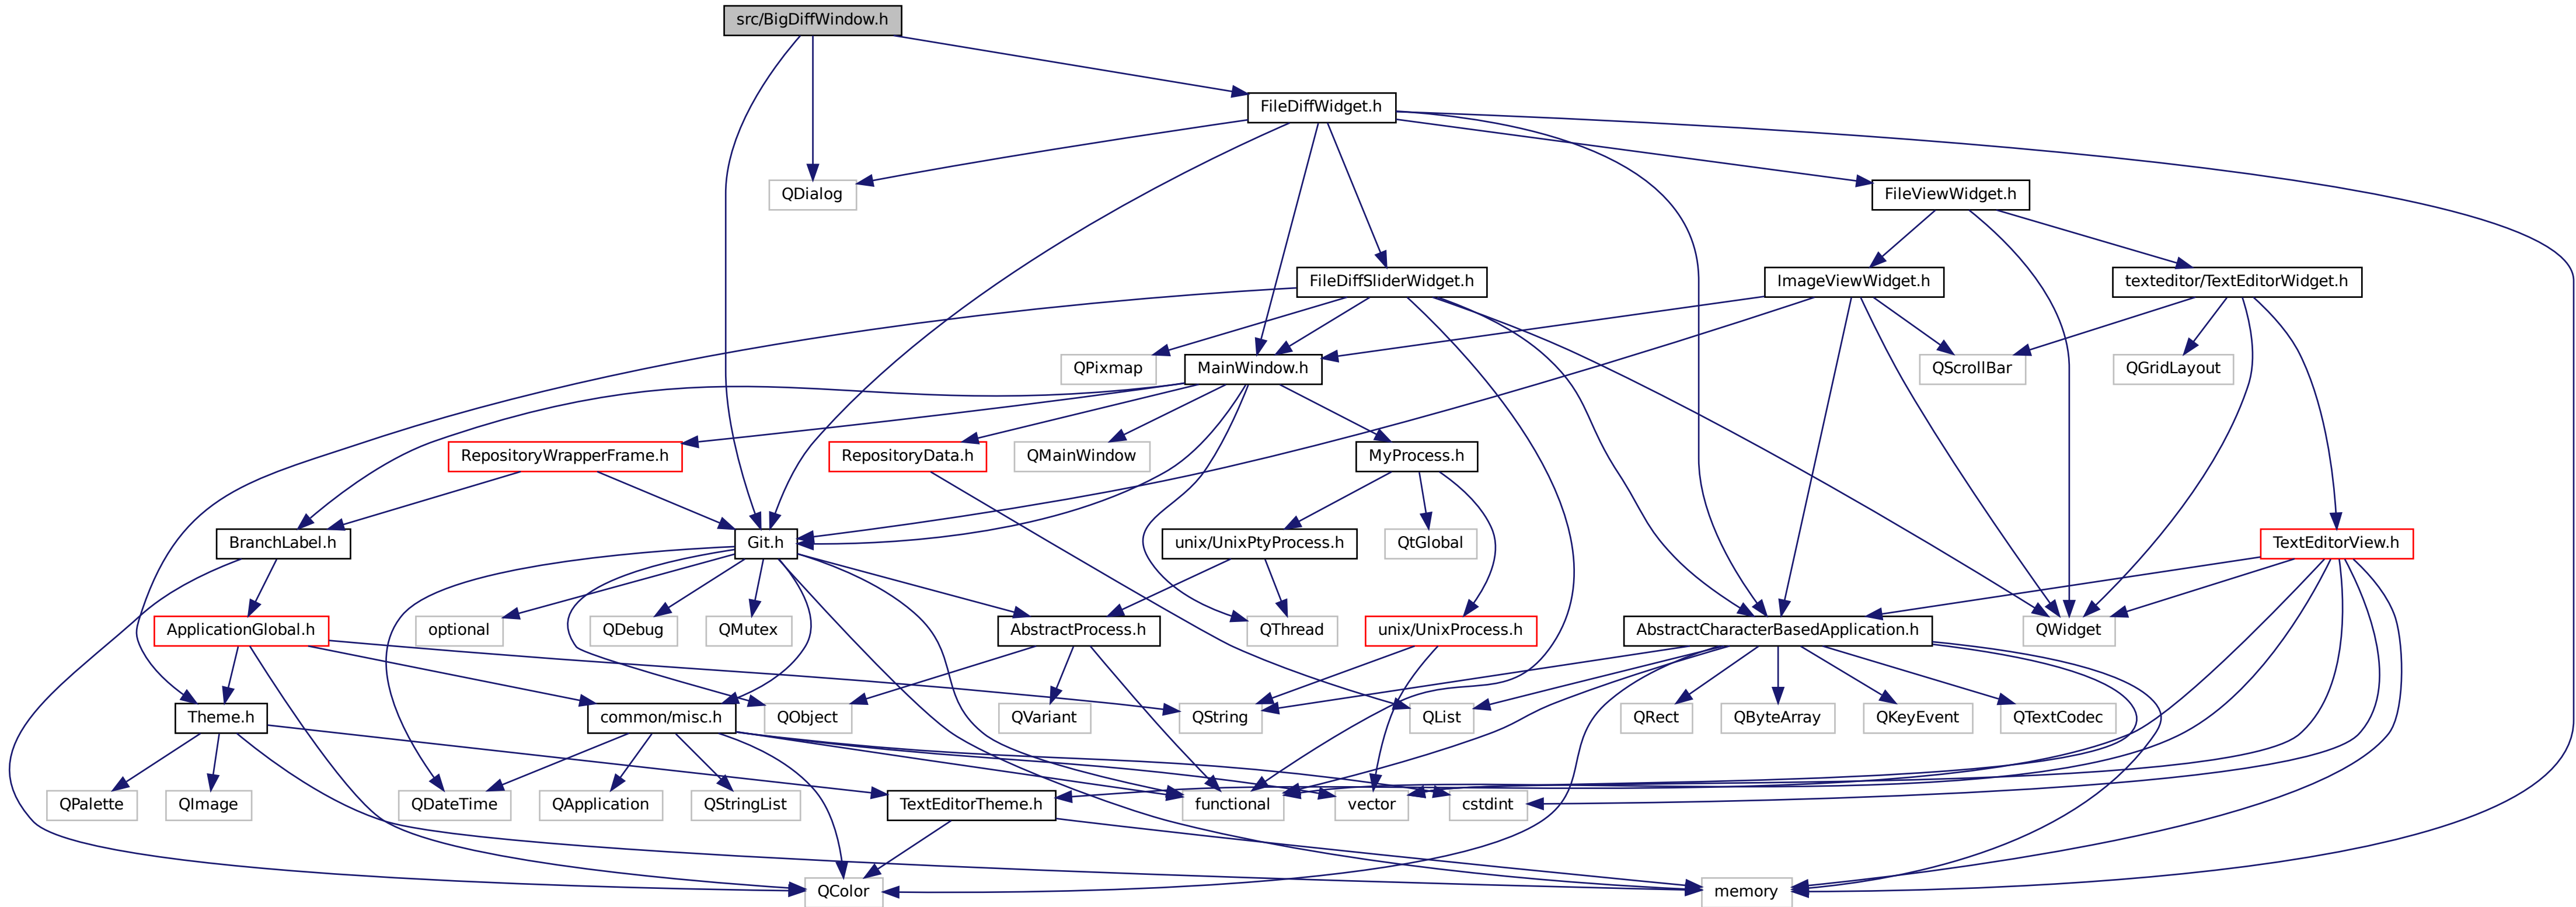 src/BigDiffWindow.h
FileDiffWidget.h
QDialog
FileViewWidget.h
FileDiffSliderWidget.h
ImageViewWidget.h
texteditor/TextEditorWidget.h
QPixmap
MainWindow.h
QScrollBar
QGridLayout
RepositoryWrapperFrame.h
RepositoryData.h
QMainWindow
MyProcess.h
BranchLabel.h
Git.h
unix/UnixPtyProcess.h
QtGlobal
TextEditorView.h
ApplicationGlobal.h
optional
QDebug
QMutex
AbstractProcess.h
QThread
unix/UnixProcess.h
AbstractCharacterBasedApplication.h
QWidget
Theme.h
common/misc.h
QObject
QVariant
QString
QList
QRect
QByteArray
QKeyEvent
QTextCodec
QPalette
QImage
QDateTime
QApplication
QStringList
TextEditorTheme.h
functional
vector
cstdint
QColor
memory